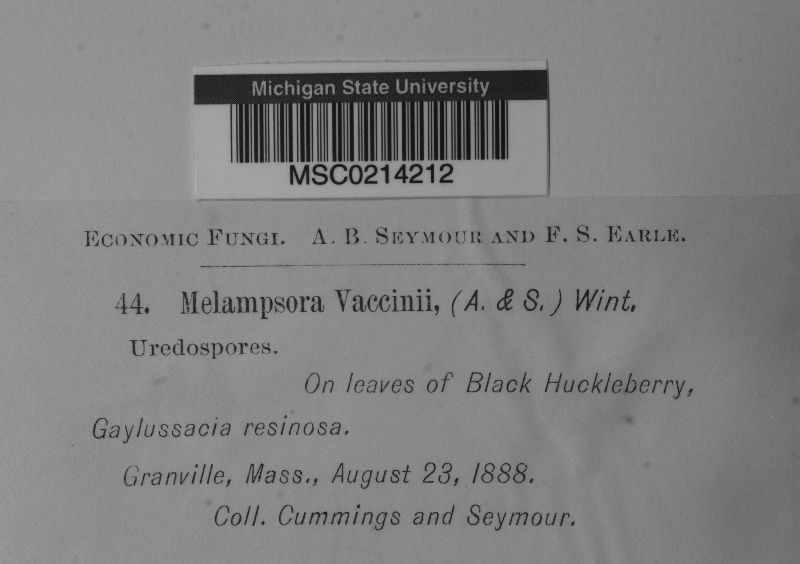 Michigan State University
MSC0214212
Economic Fungi. A. B. Seymour and F. S. Earle.
44. Melampsora Vaccinii, (A. & S.) Wint.
Uredospores.
On leaves of Black Huckleberry,
Gaylussacia resinosa.
Granville, Mass., August 23, 1888.
Coll. Cummings and Seymour.